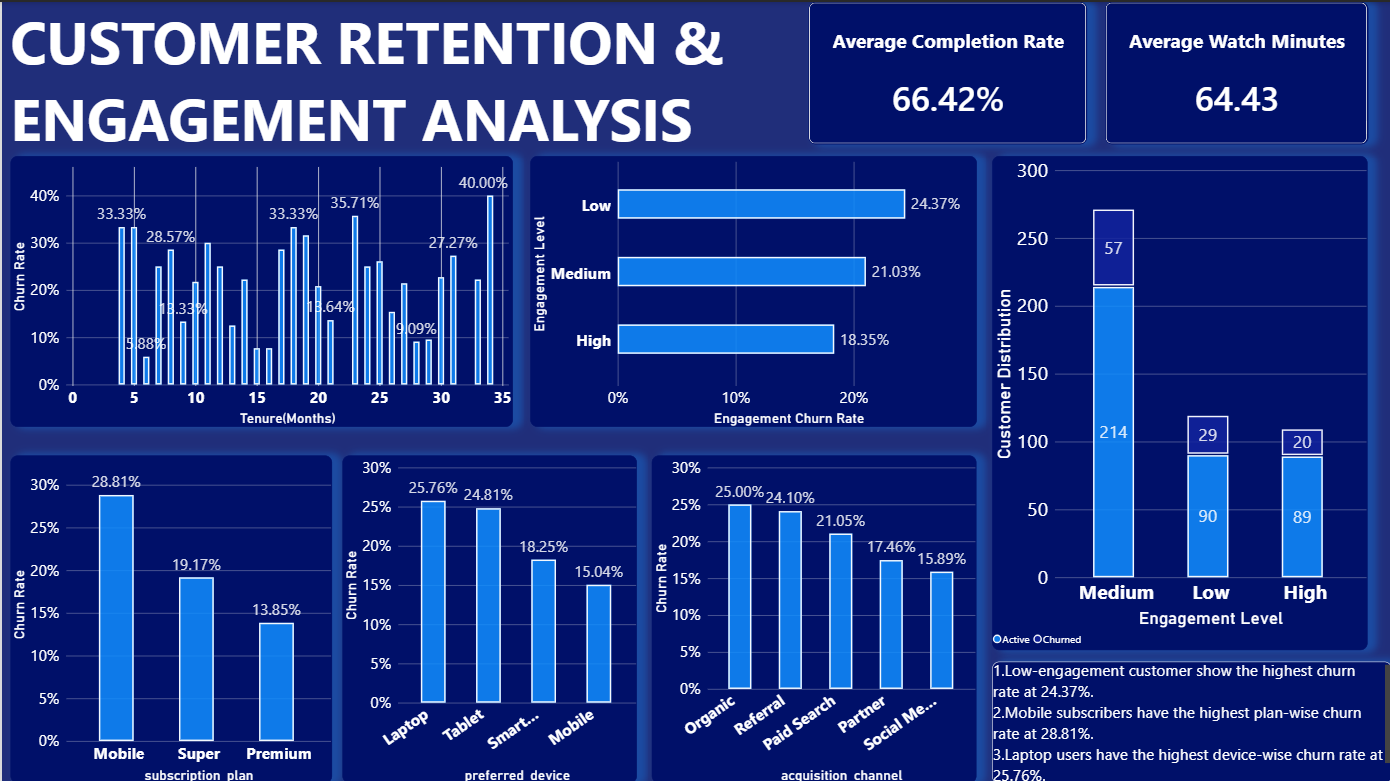 CUSTOMER RETENTION &
ENGAGEMENT ANALYSIS
Average Completion Rate
66.42%
Average Watch Minutes
64.43
Churn Rate
40%
30%
20%
10%
0%
33.33%
5.88%
28.57%
13.33%
33.33%
13.64%
35.71%
9.09%
27.27%
40.00%
0 5 10 15 20 25 30 35
Tenure(Months)
Engagement Level
Low 24.37%
Medium 21.03%
High 18.35%
0% 10% 20%
Engagement Churn Rate
Customer Distribution
300
250
200
150
100
50
0
57
214
29
90
20
89
Medium Low High
Engagement Level
Active Churned
Churn Rate
30%
25%
20%
15%
10%
5%
0%
28.81%
19.17%
13.85%
Mobile Super Premium
subscription_plan
Churn Rate
30%
25%
20%
15%
10%
5%
0%
25.76%
24.81%
18.25%
15.04%
Laptop Tablet Smart... Mobile
preferred_device
Churn Rate
30%
25%
20%
15%
10%
5%
0%
25.00%
24.10%
21.05%
17.46%
15.89%
Organic Referral Paid Search Partner Social Me...
acquisition_channel
1.Low-engagement customer show the highest churn
rate at 24.37%.
2.Mobile subscribers have the highest plan-wise churn
rate at 28.81%.
3.Laptop users have the highest device-wise churn rate at
25.76%.